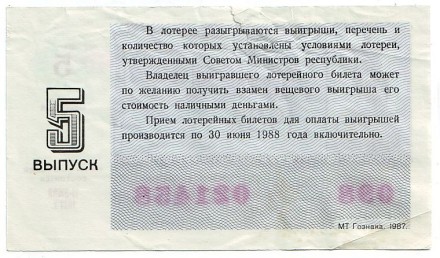 В лотерее разыгрываются выигрыши, перечень и
количество которых установлены условиями лотереи,
утвержденными Советом Министров республики.
Владелец выигравшего лотерейного билета может
по желанию получить взамен вещевого выигрыша его
стоимость наличными деньгами.
Прием лотерейных билетов для оплаты выигрышей
производится по 30 июня 1988 года включительно.
5
ВЫПУСК
021458
098
МТ Гознака. 1987.